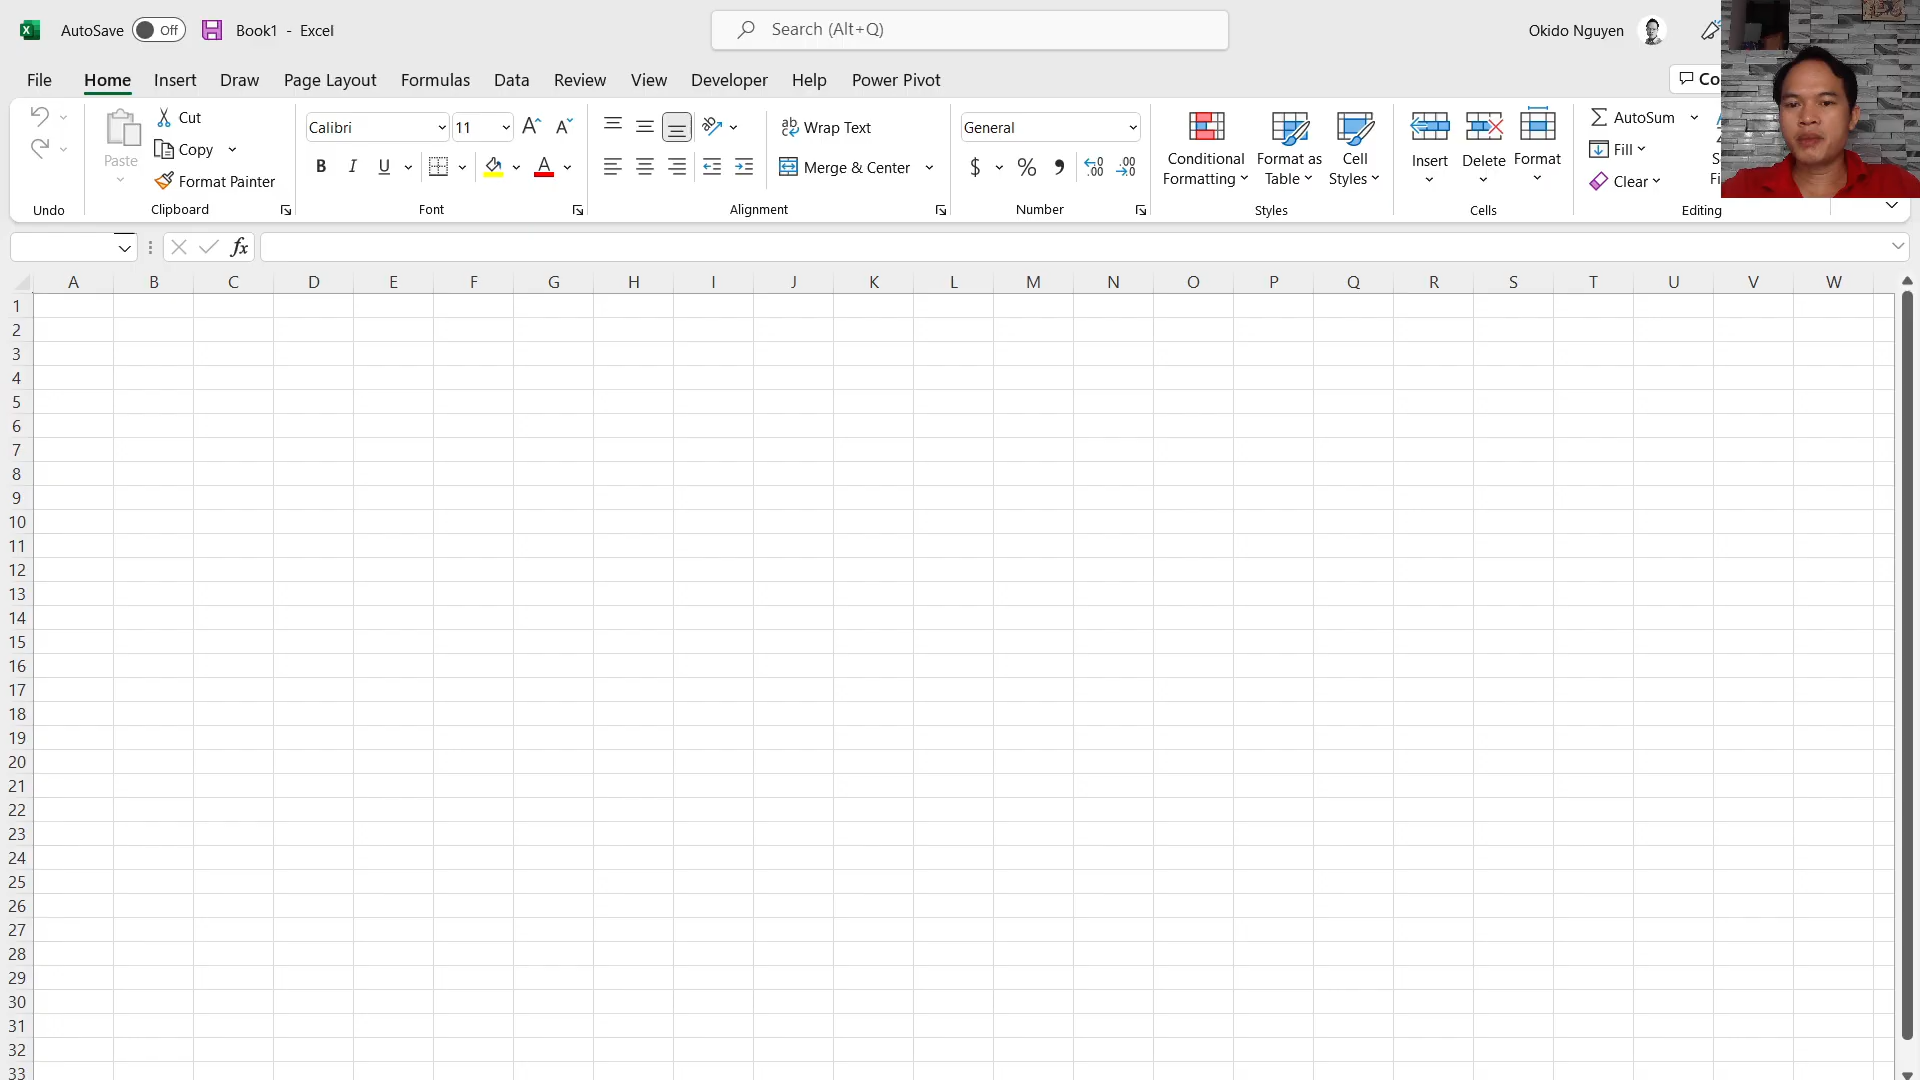 AutoSave Off Book1 - Excel Search (Alt+Q) Okido Nguyen
File Home Insert Draw Page Layout Formulas Data Review View Developer Help Power Pivot Co
Cut
Copy
Format Painter
Paste
Undo
Clipboard
Calibri 11
B I U A
Font
Wrap Text
Merge & Center
Alignment
General
$ % , .00 .00
Number
Conditional Formatting
Format as Table
Cell Styles
Styles
Insert Delete Format
Cells
AutoSum
Fill
Clear
Editing
fx
A B C D E F G H I J K L M N O P Q R S T U V W
1
2
3
4
5
6
7
8
9
10
11
12
13
14
15
16
17
18
19
20
21
22
23
24
25
26
27
28
29
30
31
32
33